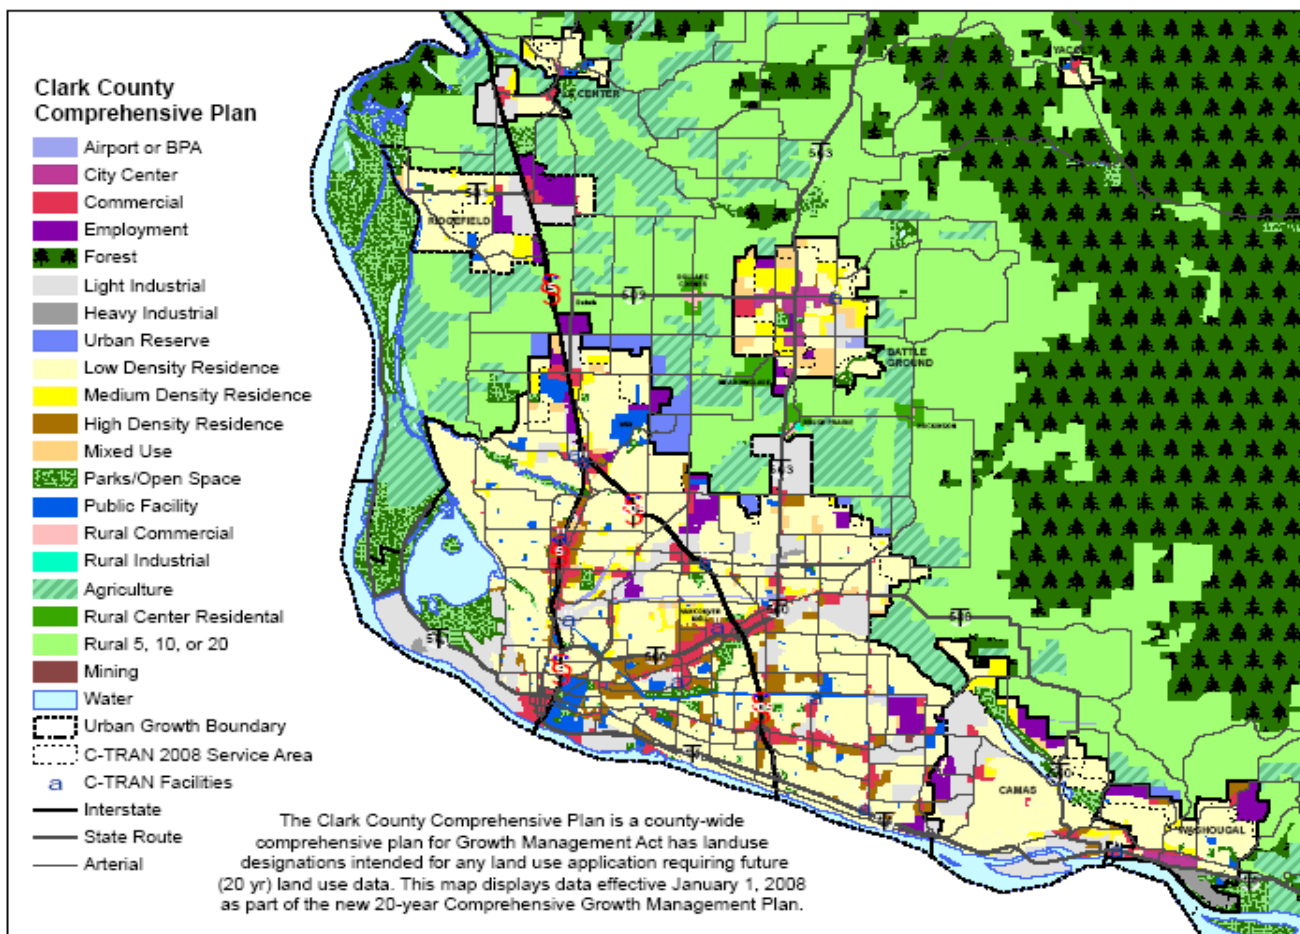 Clark County
Comprehensive Plan
Airport or BPA
City Center
Commercial
Employment
Forest
Light Industrial
Heavy Industrial
Urban Reserve
Low Density Residence
Medium Density Residence
High Density Residence
Mixed Use
Parks/Open Space
Public Facility
Rural Commercial
Rural Industrial
Agriculture
Rural Center Residential
Rural 5, 10, or 20
Mining
Water
Urban Growth Boundary
C-TRAN 2008 Service Area
a C-TRAN Facilities
Interstate
State Route
Arterial
The Clark County Comprehensive Plan is a county-wide
comprehensive plan for Growth Management Act has landuse
designations intended for any land use application requiring future
(20 yr) land use data. This map displays data effective January 1, 2008
as part of the new 20-year Comprehensive Growth Management Plan.
CENTER
YACOLT
503
RIDGEFIELD
BATTLE
GROUND
503
500
CAMAS
WASHOUGAL